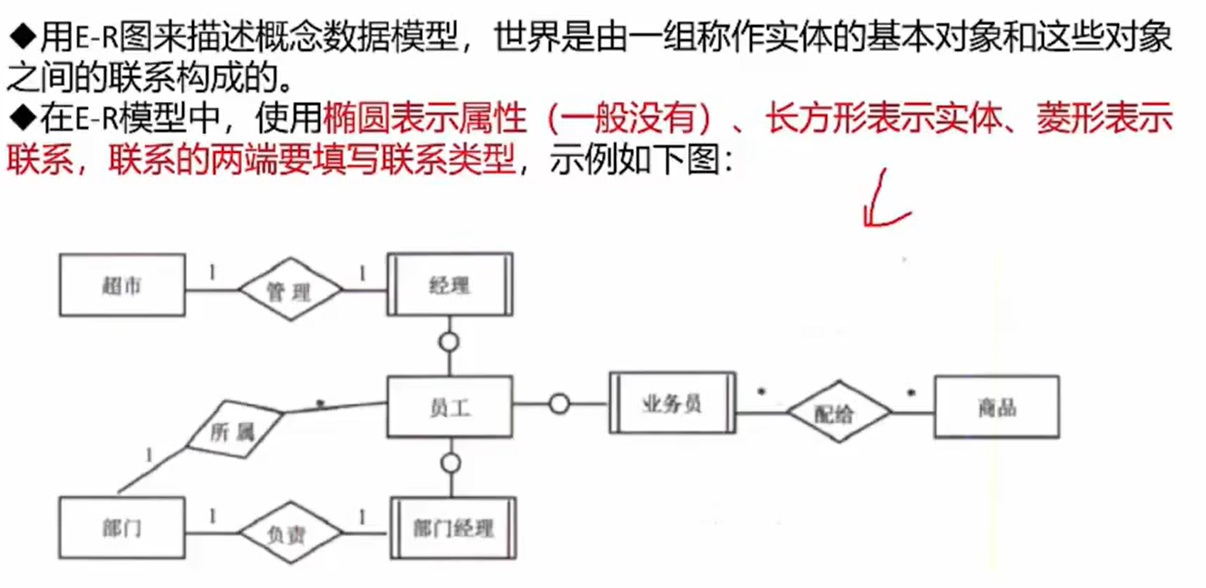 ◆用E-R图来描述概念数据模型，世界是由一组称作实体的基本对象和这些对象
之间的联系构成的。
◆在E-R模型中，使用椭圆表示属性（一般没有）、长方形表示实体、菱形表示
联系，联系的两端要填写联系类型，示例如下图：
超市 1 管理 1 经理
员工 业务员 * 配给 * 商品
* 所属 1
部门 1 负责 1 部门经理